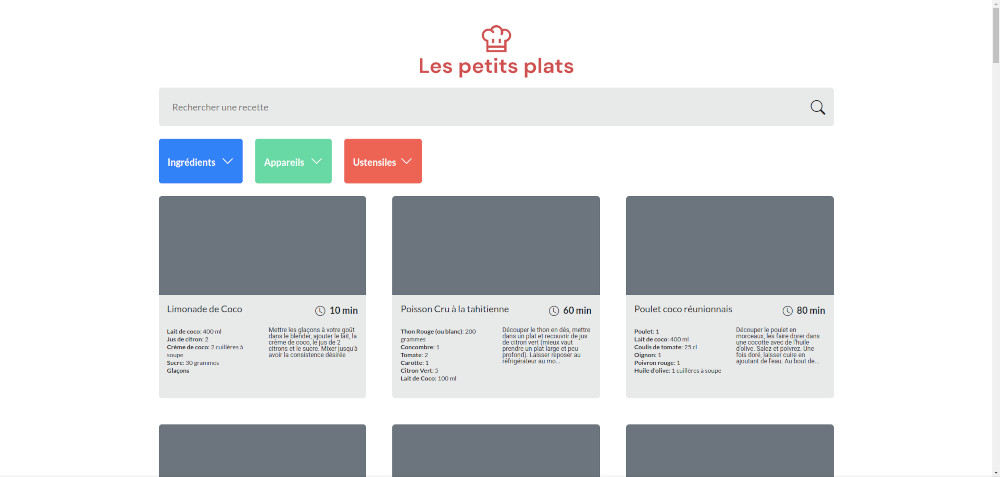 Les petits plats
Rechercher une recette
Ingrédients
Appareils
Ustensiles
Limonade de Coco
10 min
Lait de coco: 400 ml
Jus de citron: 2
Crème de coco: 2 cuillères à
soupe
Sucre: 30 grammes
Glaçons
Mettre les glaçons à votre goût
dans le blender, ajouter le lait, la
crème de coco, le jus de 2
citrons et le sucre. Mixer jusqu'à
avoir la consistence désirée
Poisson Cru à la tahitienne
60 min
Thon Rouge (ou blanc): 200
grammes
Concombre: 1
Tomate: 2
Carotte: 1
Citron Vert: 5
Lait de Coco: 100 ml
Découper le thon en dés, mettre
dans un plat et recouvrir de jus
de citron vert (mieux vaut
prendre un plat large et peu
profond). Laisser reposer au
réfrigérateur au mo...
Poulet coco réunionnais
80 min
Poulet: 1
Lait de coco: 400 ml
Coulis de tomate: 25 cl
Oignon: 1
Poivron rouge: 1
Huile d'olive: 1 cuillères à soupe
Découper le poulet en
morceaux, les faire dorer dans
une cocotte avec de l'huile
d'olive. Salez et poivrez. Une
fois doré, laisser cuire en
ajoutant de l'eau. Au bout de...